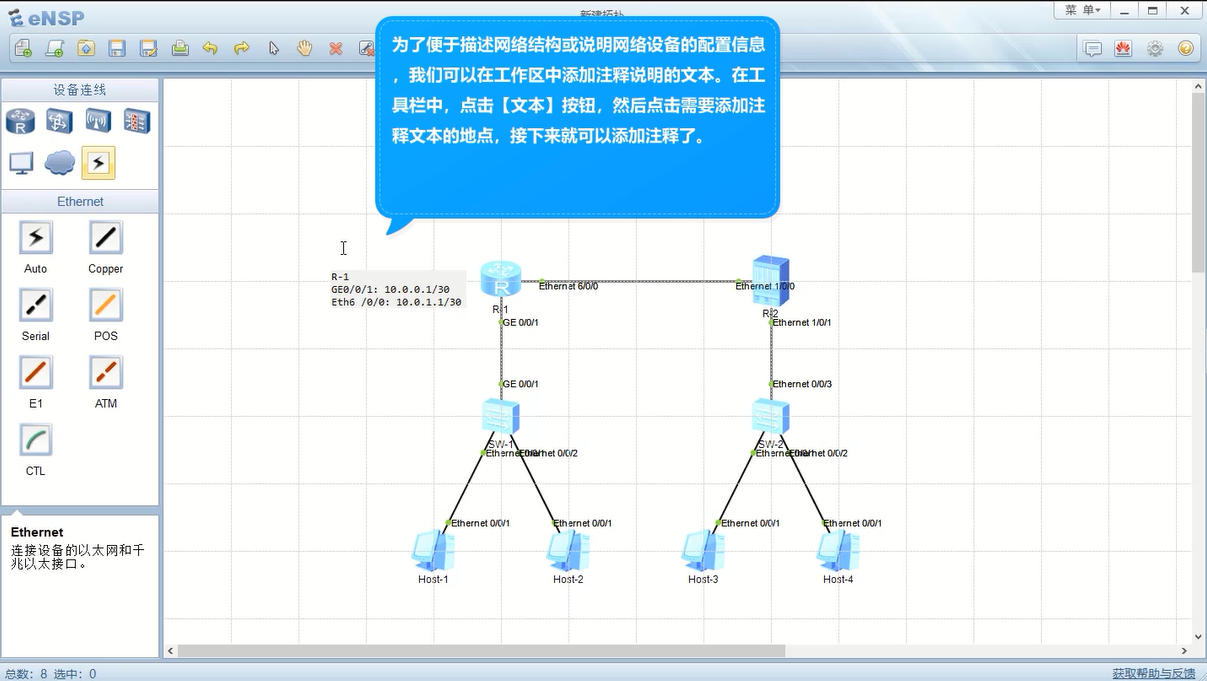 eNSP
新建拓扑
菜 单
为了便于描述网络结构或说明网络设备的配置信息
，我们可以在工作区中添加注释说明的文本。在工
具栏中，点击【文本】按钮，然后点击需要添加注
释文本的地点，接下来就可以添加注释了。
设备连线
Ethernet
Auto
Copper
Serial
POS
E1
ATM
CTL
Ethernet
连接设备的以太网和千
兆以太接口。
R-1
GE0/0/1: 10.0.0.1/30
Eth6 /0/0: 10.0.1.1/30
R
R
Ethernet 6/0/0
Ethernet 1/0/0
R-1
R-2
GE 0/0/1
Ethernet 1/0/1
GE 0/0/1
Ethernet 0/0/3
SW-1
SW-2
Ethernet 0/0/1
Ethernet 0/0/2
Ethernet 0/0/1
Ethernet 0/0/2
Ethernet 0/0/1
Ethernet 0/0/1
Ethernet 0/0/1
Ethernet 0/0/1
Host-1
Host-2
Host-3
Host-4
总数: 8 选中: 0
获取帮助与反馈